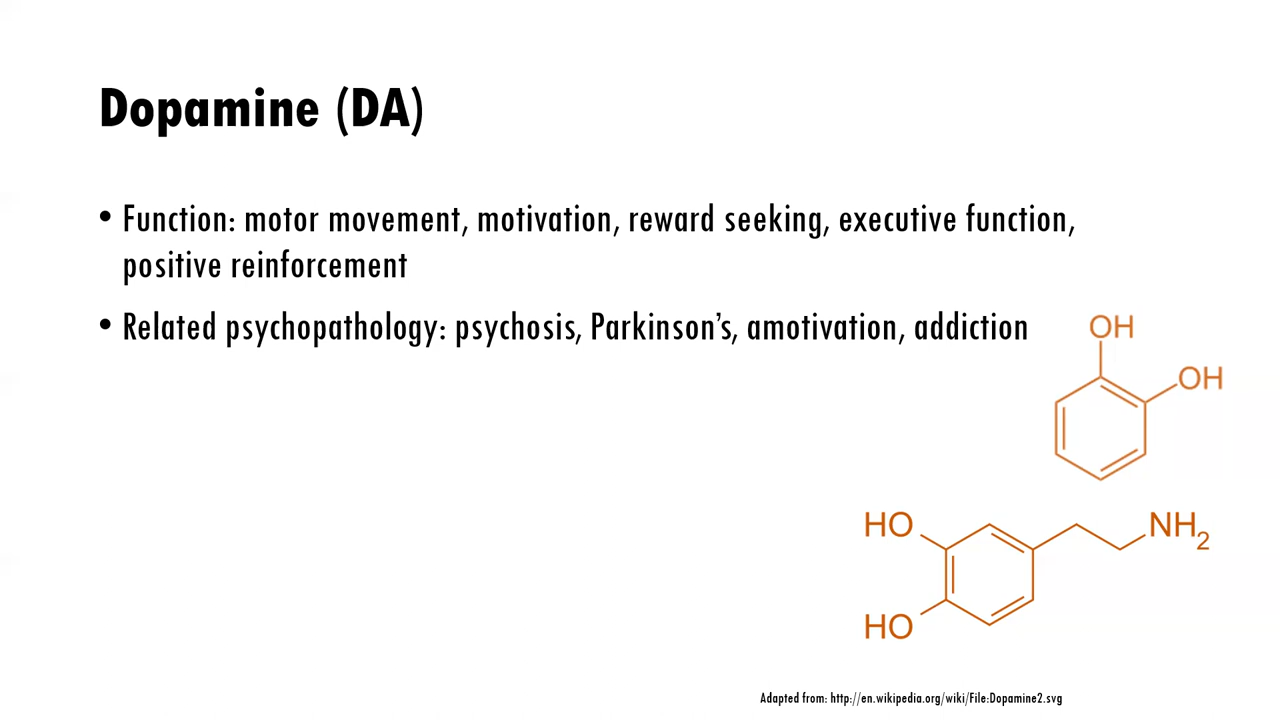 Dopamine (DA)
• Function: motor movement, motivation, reward seeking, executive function,
positive reinforcement
• Related psychopathology: psychosis, Parkinson’s, amotivation, addiction
OH
OH
HO
NH2
HO
Adapted from: http://en.wikipedia.org/wiki/File:Dopamine2.svg